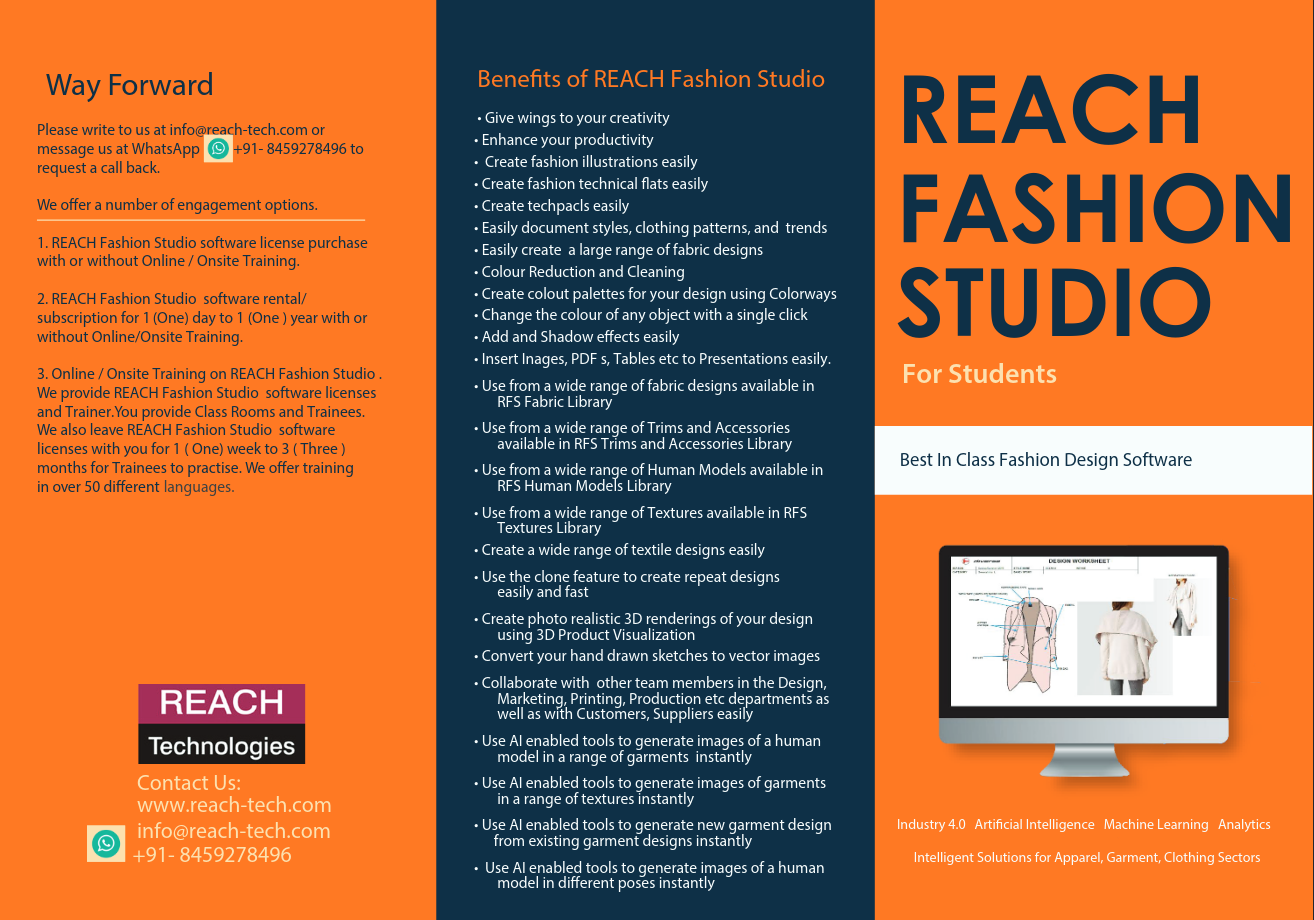 Way Forward
Please write to us at info@reach-tech.com or
message us at WhatsApp +91- 8459278496 to
request a call back.
We offer a number of engagement options.
1. REACH Fashion Studio software license purchase
with or without Online / Onsite Training.
2. REACH Fashion Studio software rental/
subscription for 1 (One) day to 1 (One ) year with or
without Online/Onsite Training.
3. Online / Onsite Training on REACH Fashion Studio .
We provide REACH Fashion Studio software licenses
and Trainer.You provide Class Rooms and Trainees.
We also leave REACH Fashion Studio software
licenses with you for 1 ( One) week to 3 ( Three )
months for Trainees to practise. We offer training
in over 50 different languages.
REACH
Technologies
Contact Us:
www.reach-tech.com
info@reach-tech.com
+91- 8459278496
Benefits of REACH Fashion Studio
• Give wings to your creativity
• Enhance your productivity
• Create fashion illustrations easily
• Create fashion technical flats easily
• Create techpacls easily
• Easily document styles, clothing patterns, and trends
• Easily create a large range of fabric designs
• Colour Reduction and Cleaning
• Create colout palettes for your design using Colorways
• Change the colour of any object with a single click
• Add and Shadow effects easily
• Insert Inages, PDF s, Tables etc to Presentations easily.
• Use from a wide range of fabric designs available in
RFS Fabric Library
• Use from a wide range of Trims and Accessories
available in RFS Trims and Accessories Library
• Use from a wide range of Human Models available in
RFS Human Models Library
• Use from a wide range of Textures available in RFS
Textures Library
• Create a wide range of textile designs easily
• Use the clone feature to create repeat designs
easily and fast
• Create photo realistic 3D renderings of your design
using 3D Product Visualization
• Convert your hand drawn sketches to vector images
• Collaborate with other team members in the Design,
Marketing, Printing, Production etc departments as
well as with Customers, Suppliers easily
• Use AI enabled tools to generate images of a human
model in a range of garments instantly
• Use AI enabled tools to generate images of garments
in a range of textures instantly
• Use AI enabled tools to generate new garment design
from existing garment designs instantly
• Use AI enabled tools to generate images of a human
model in different poses instantly
REACH
FASHION
STUDIO
For Students
Best In Class Fashion Design Software
DESIGN WORKSHEET
Industry 4.0 Artificial Intelligence Machine Learning Analytics
Intelligent Solutions for Apparel, Garment, Clothing Sectors